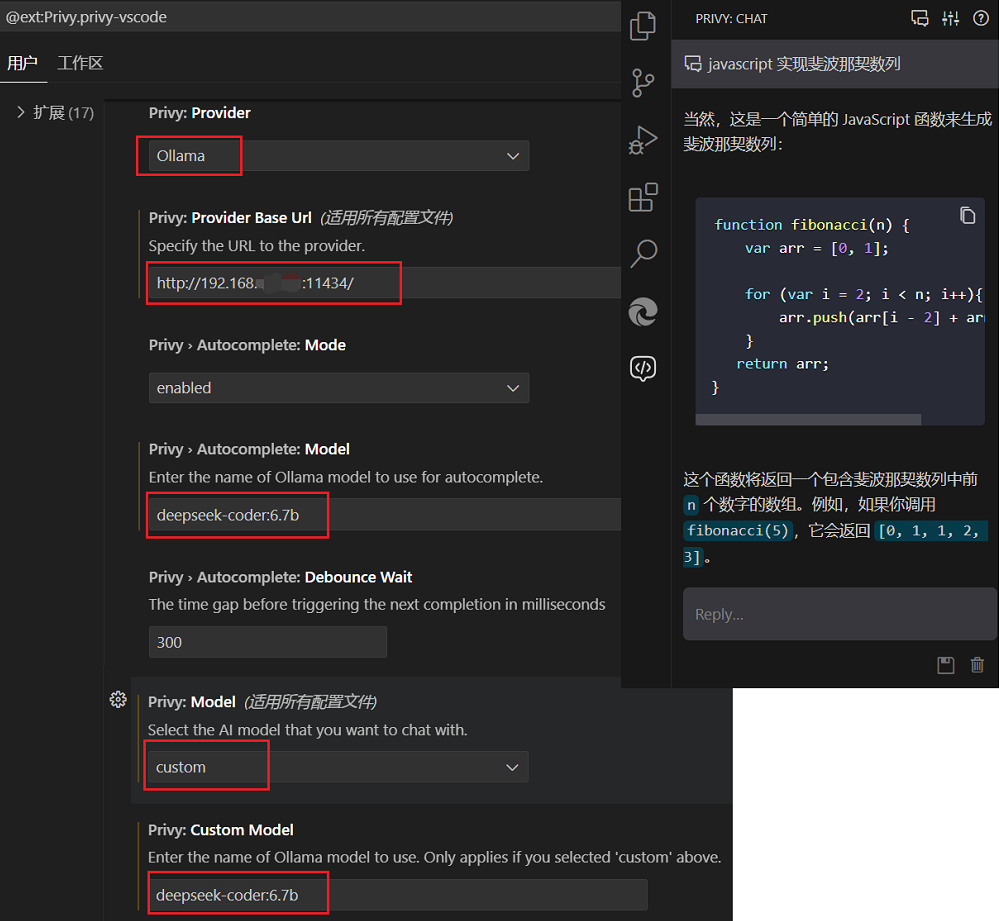 @ext:Privy.privy-vscode
用户 工作区
扩展 (17)
Privy: Provider
Ollama
Privy: Provider Base Url (适用所有配置文件)
Specify the URL to the provider.
http://192.168. :11434/
Privy › Autocomplete: Mode
enabled
Privy › Autocomplete: Model
Enter the name of Ollama model to use for autocomplete.
deepseek-coder:6.7b
Privy › Autocomplete: Debounce Wait
The time gap before triggering the next completion in milliseconds
300
Privy: Model (适用所有配置文件)
Select the AI model that you want to chat with.
custom
Privy: Custom Model
Enter the name of Ollama model to use. Only applies if you selected 'custom' above.
deepseek-coder:6.7b
PRIVY: CHAT
javascript 实现斐波那契数列
当然，这是一个简单的 JavaScript 函数来生成
斐波那契数列：
function fibonacci(n) {
var arr = [0, 1];
for (var i = 2; i < n; i++){
arr.push(arr[i - 2] + ar
}
return arr;
}
这个函数将返回一个包含斐波那契数列中前
n 个数字的数组。例如，如果你调用
fibonacci(5)，它会返回 [0, 1, 1, 2,
3]。
Reply...